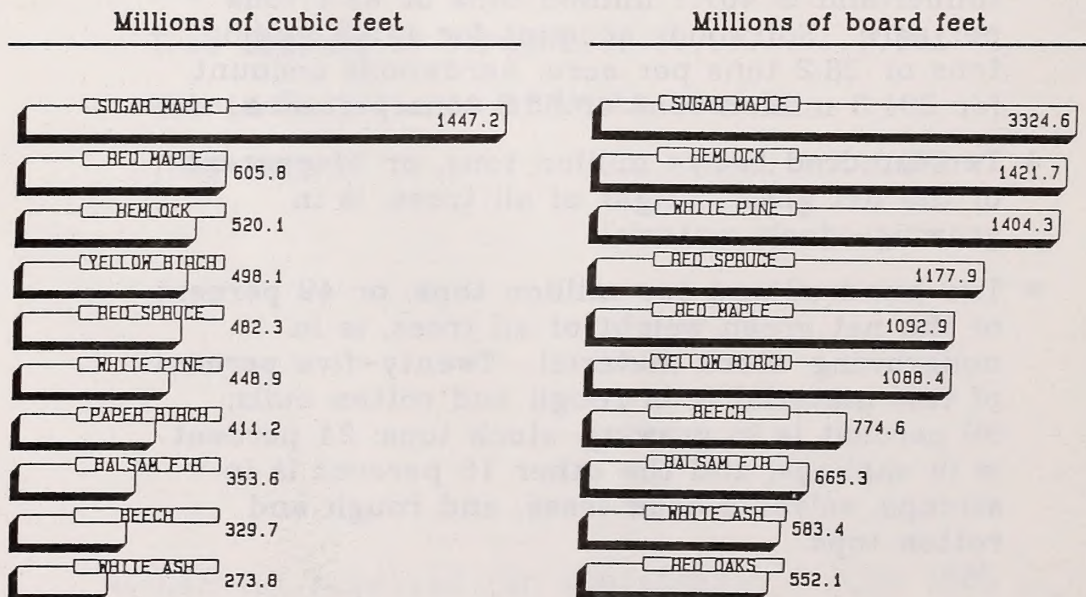 Millions of cubic feet
SUGAR MAPLE
1447.2
RED MAPLE
605.8
HEMLOCK
520.1
YELLOW BIRCH
498.1
RED SPRUCE
482.3
WHITE PINE
448.9
PAPER BIRCH
411.2
BALSAM FIR
353.6
BEECH
329.7
WHITE ASH
273.8
Millions of board feet
SUGAR MAPLE
3324.6
HEMLOCK
1421.7
WHITE PINE
1404.3
RED SPRUCE
1177.9
RED MAPLE
1092.9
YELLOW BIRCH
1088.4
BEECH
774.6
BALSAM FIR
665.3
WHITE ASH
583.4
RED OAKS
552.1